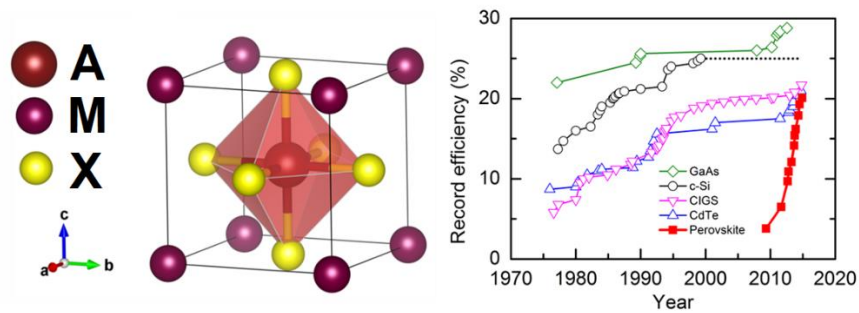 A
M
X
c
a
b
Record efficiency (%)
30
20
10
0
GaAs
c-Si
CIGS
CdTe
Perovskite
1970
1980
1990
2000
2010
2020
Year